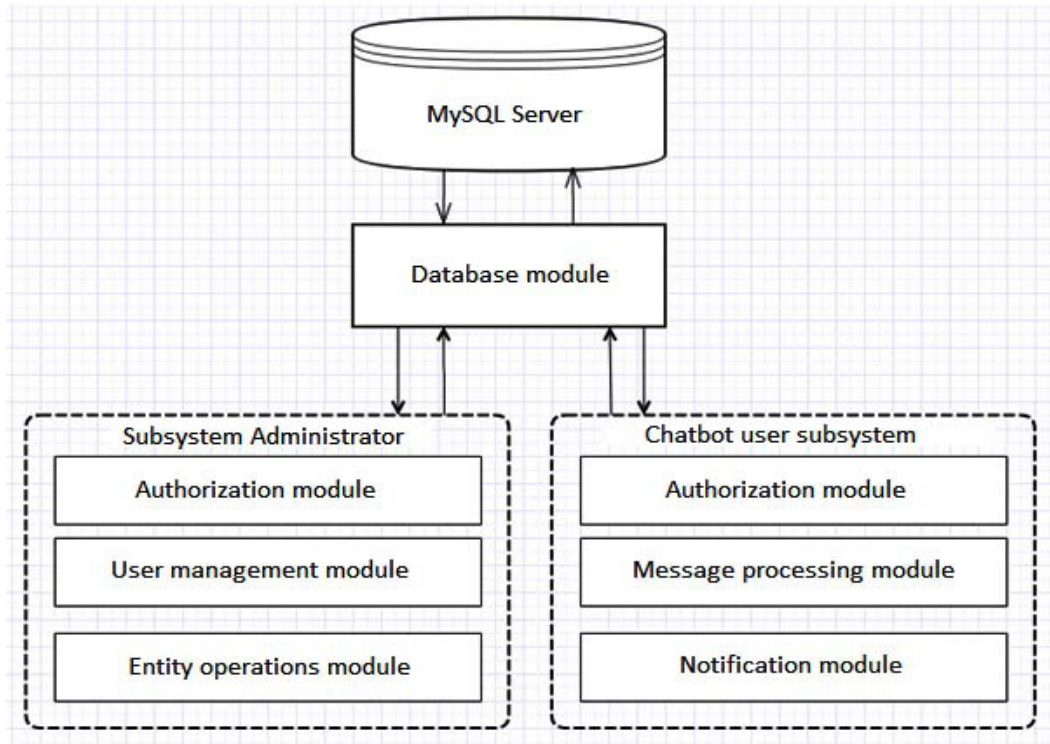 MySQL Server
Database module
Subsystem Administrator
Authorization module
User management module
Entity operations module
Chatbot user subsystem
Authorization module
Message processing module
Notification module